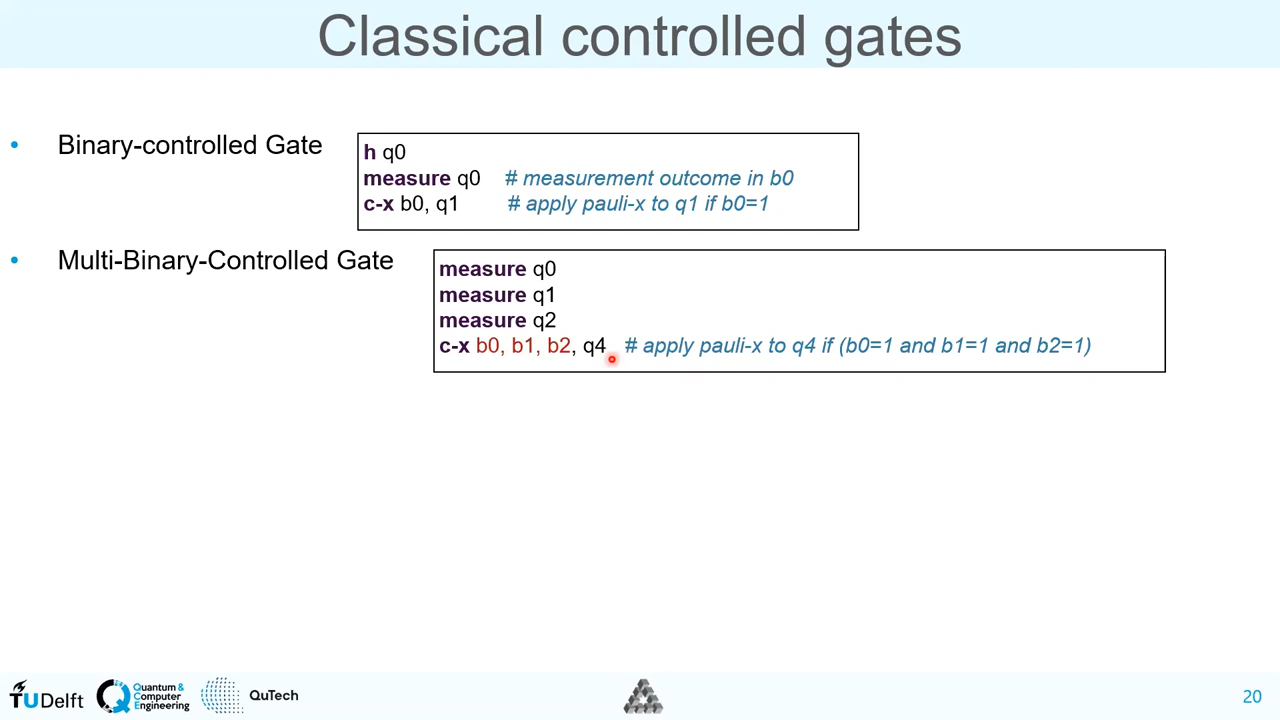 Classical controlled gates
• Binary-controlled Gate
h q0
measure q0 # measurement outcome in b0
c-x b0, q1 # apply pauli-x to q1 if b0=1
• Multi-Binary-Controlled Gate
measure q0
measure q1
measure q2
c-x b0, b1, b2, q4 # apply pauli-x to q4 if (b0=1 and b1=1 and b2=1)
TUDelft
Quantum &
Computer
Engineering
QuTech
20